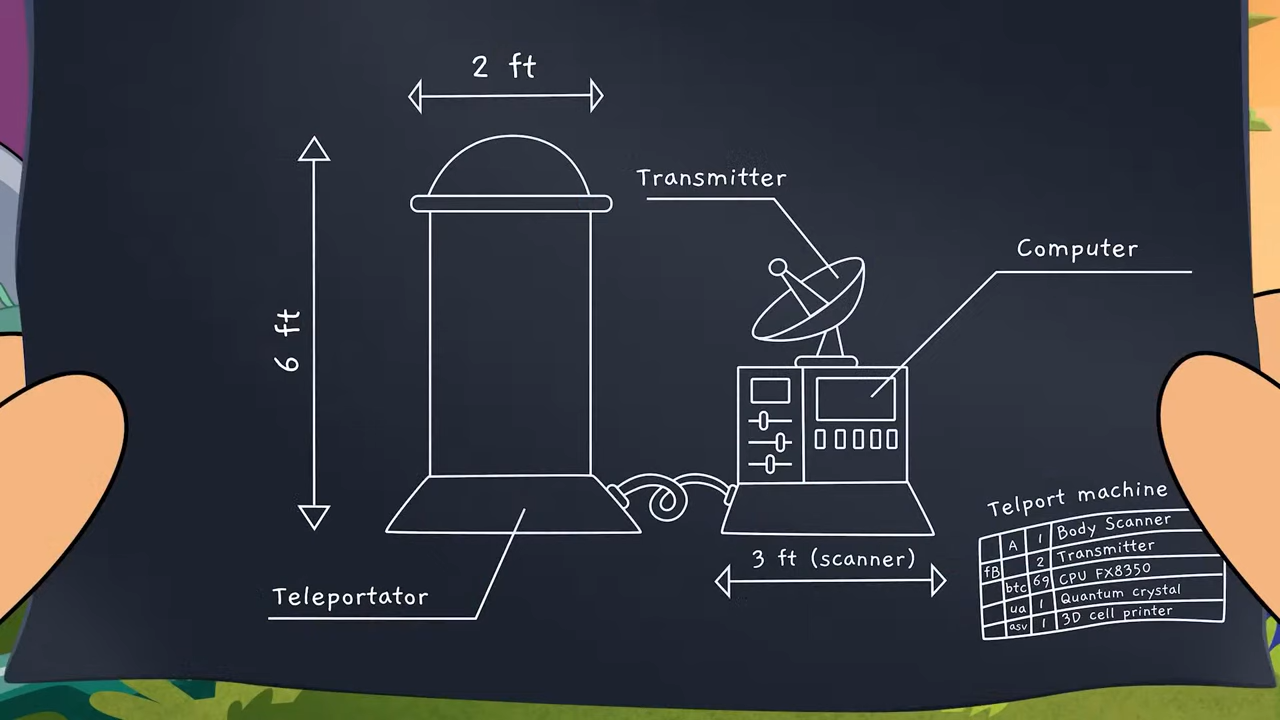 2 ft
Transmitter
Computer
6 ft
Teleportator
3 ft (scanner)
Telport machine
A 1 Body Scanner
fB 2 Transmitter
btc 69 CPU FX8350
ua 1 Quantum crystal
asv 1 3D cell printer